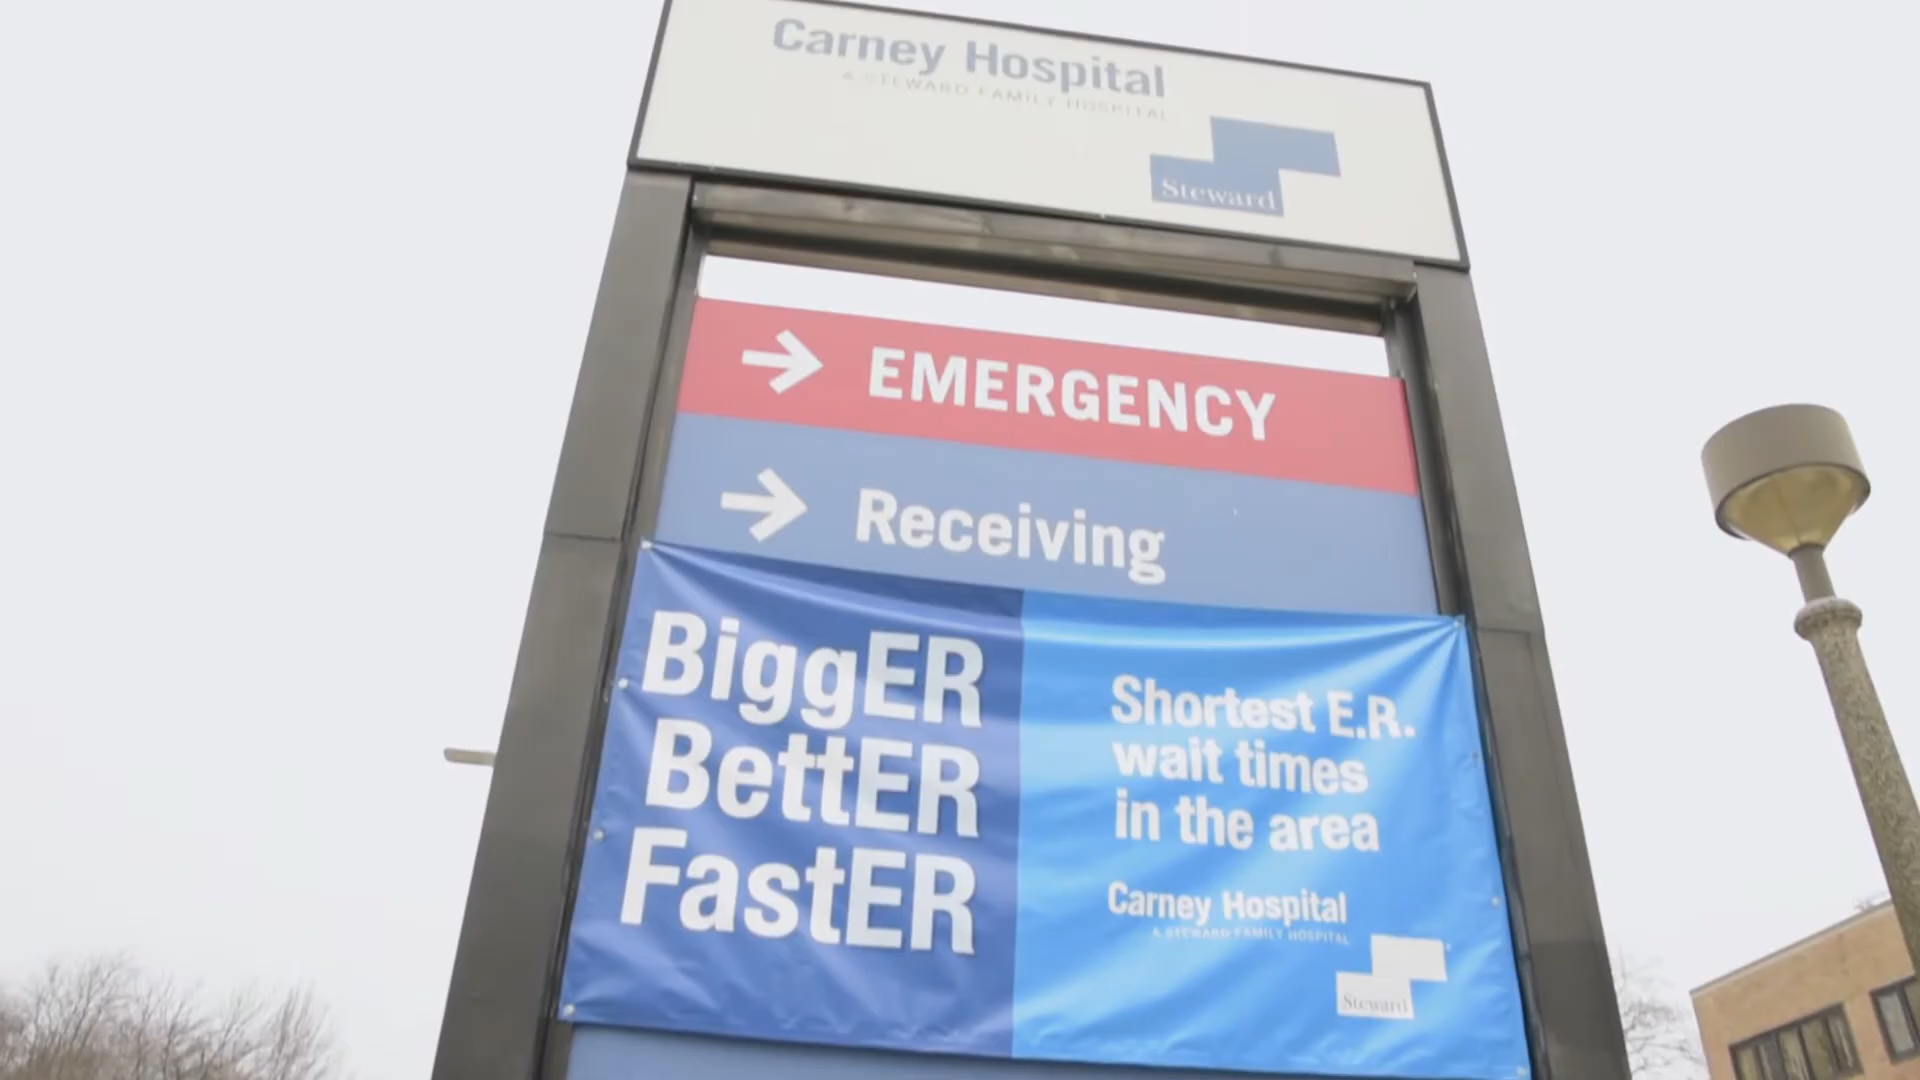 Carney Hospital
A STEWARD FAMILY HOSPITAL
Steward
EMERGENCY
Receiving
BiggER
BettER
FastER
Shortest E.R.
wait times
in the area
Carney Hospital
A STEWARD FAMILY HOSPITAL
Steward